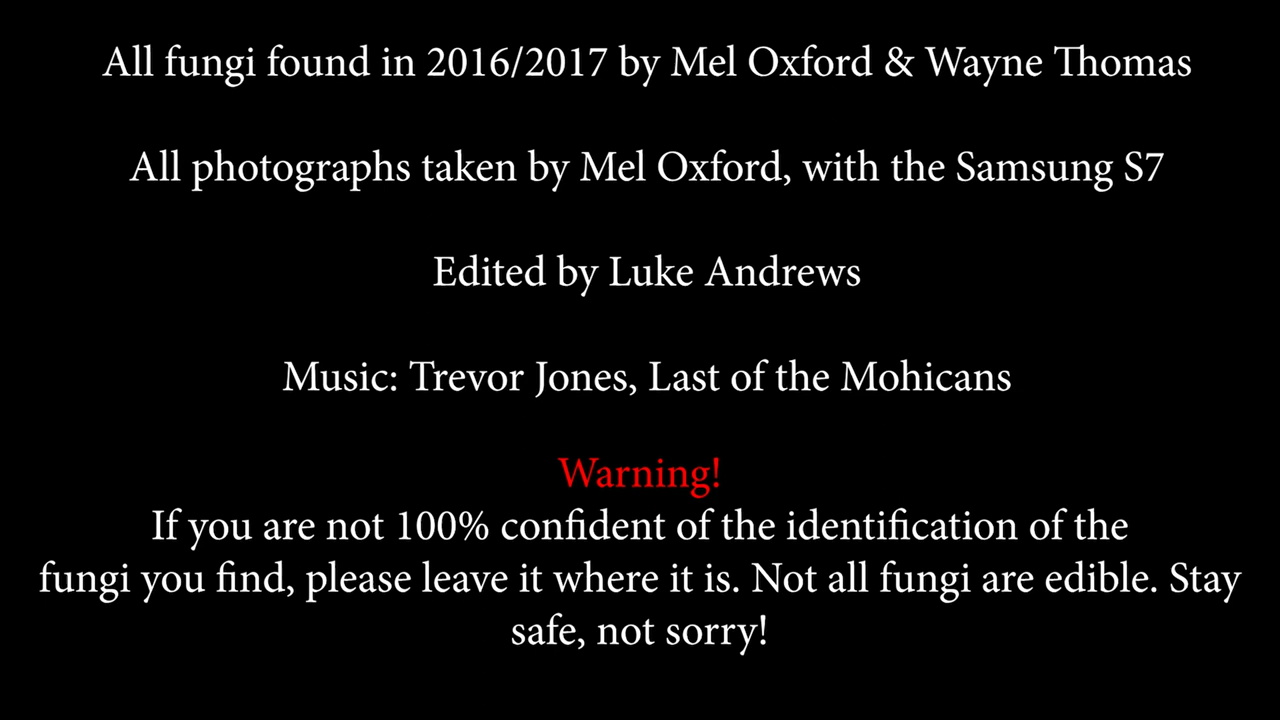 All fungi found in 2016/2017 by Mel Oxford & Wayne Thomas
All photographs taken by Mel Oxford, with the Samsung S7
Edited by Luke Andrews
Music: Trevor Jones, Last of the Mohicans
Warning!
If you are not 100% confident of the identification of the
fungi you find, please leave it where it is. Not all fungi are edible. Stay
safe, not sorry!